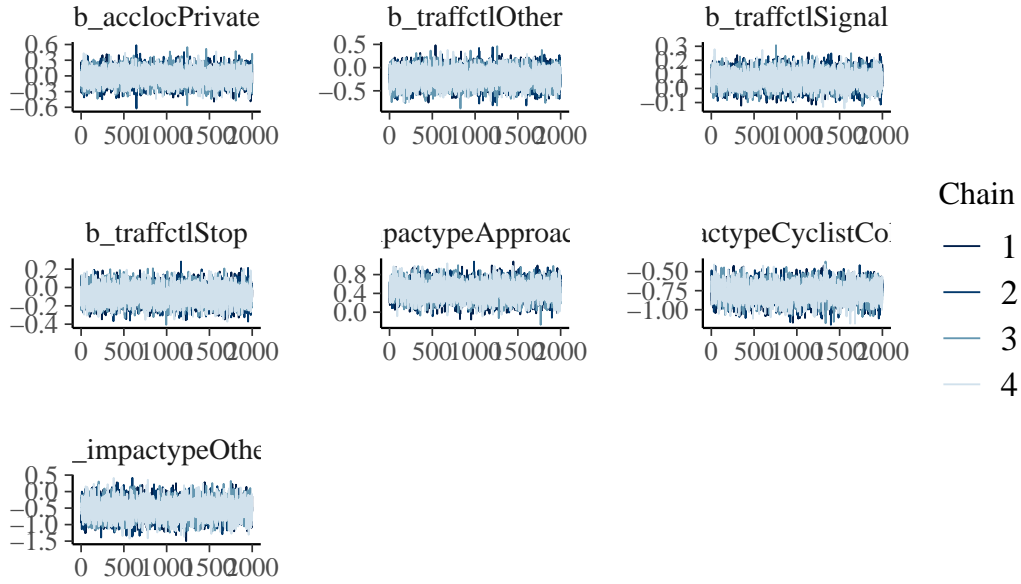 b_acclocPrivate
b_traffctlOther
b_traffctlSignal
0.6
0.3
0.0
−0.3
−0.6
0 500 1000 1500 2000
0.5
0.0
−0.5
0 500 1000 1500 2000
0.3
0.2
0.1
0.0
−0.1
0 500 1000 1500 2000
b_traffctlStop
pactypeApproac
actypeCyclistCol
0.2
0.0
−0.2
−0.4
0 500 1000 1500 2000
0.8
0.4
0.0
0 500 1000 1500 2000
−0.50
−0.75
−1.00
0 500 1000 1500 2000
Chain
1
2
3
4
_impactypeOthe
0.5
0.0
−0.5
−1.0
−1.5
0 500 1000 1500 2000